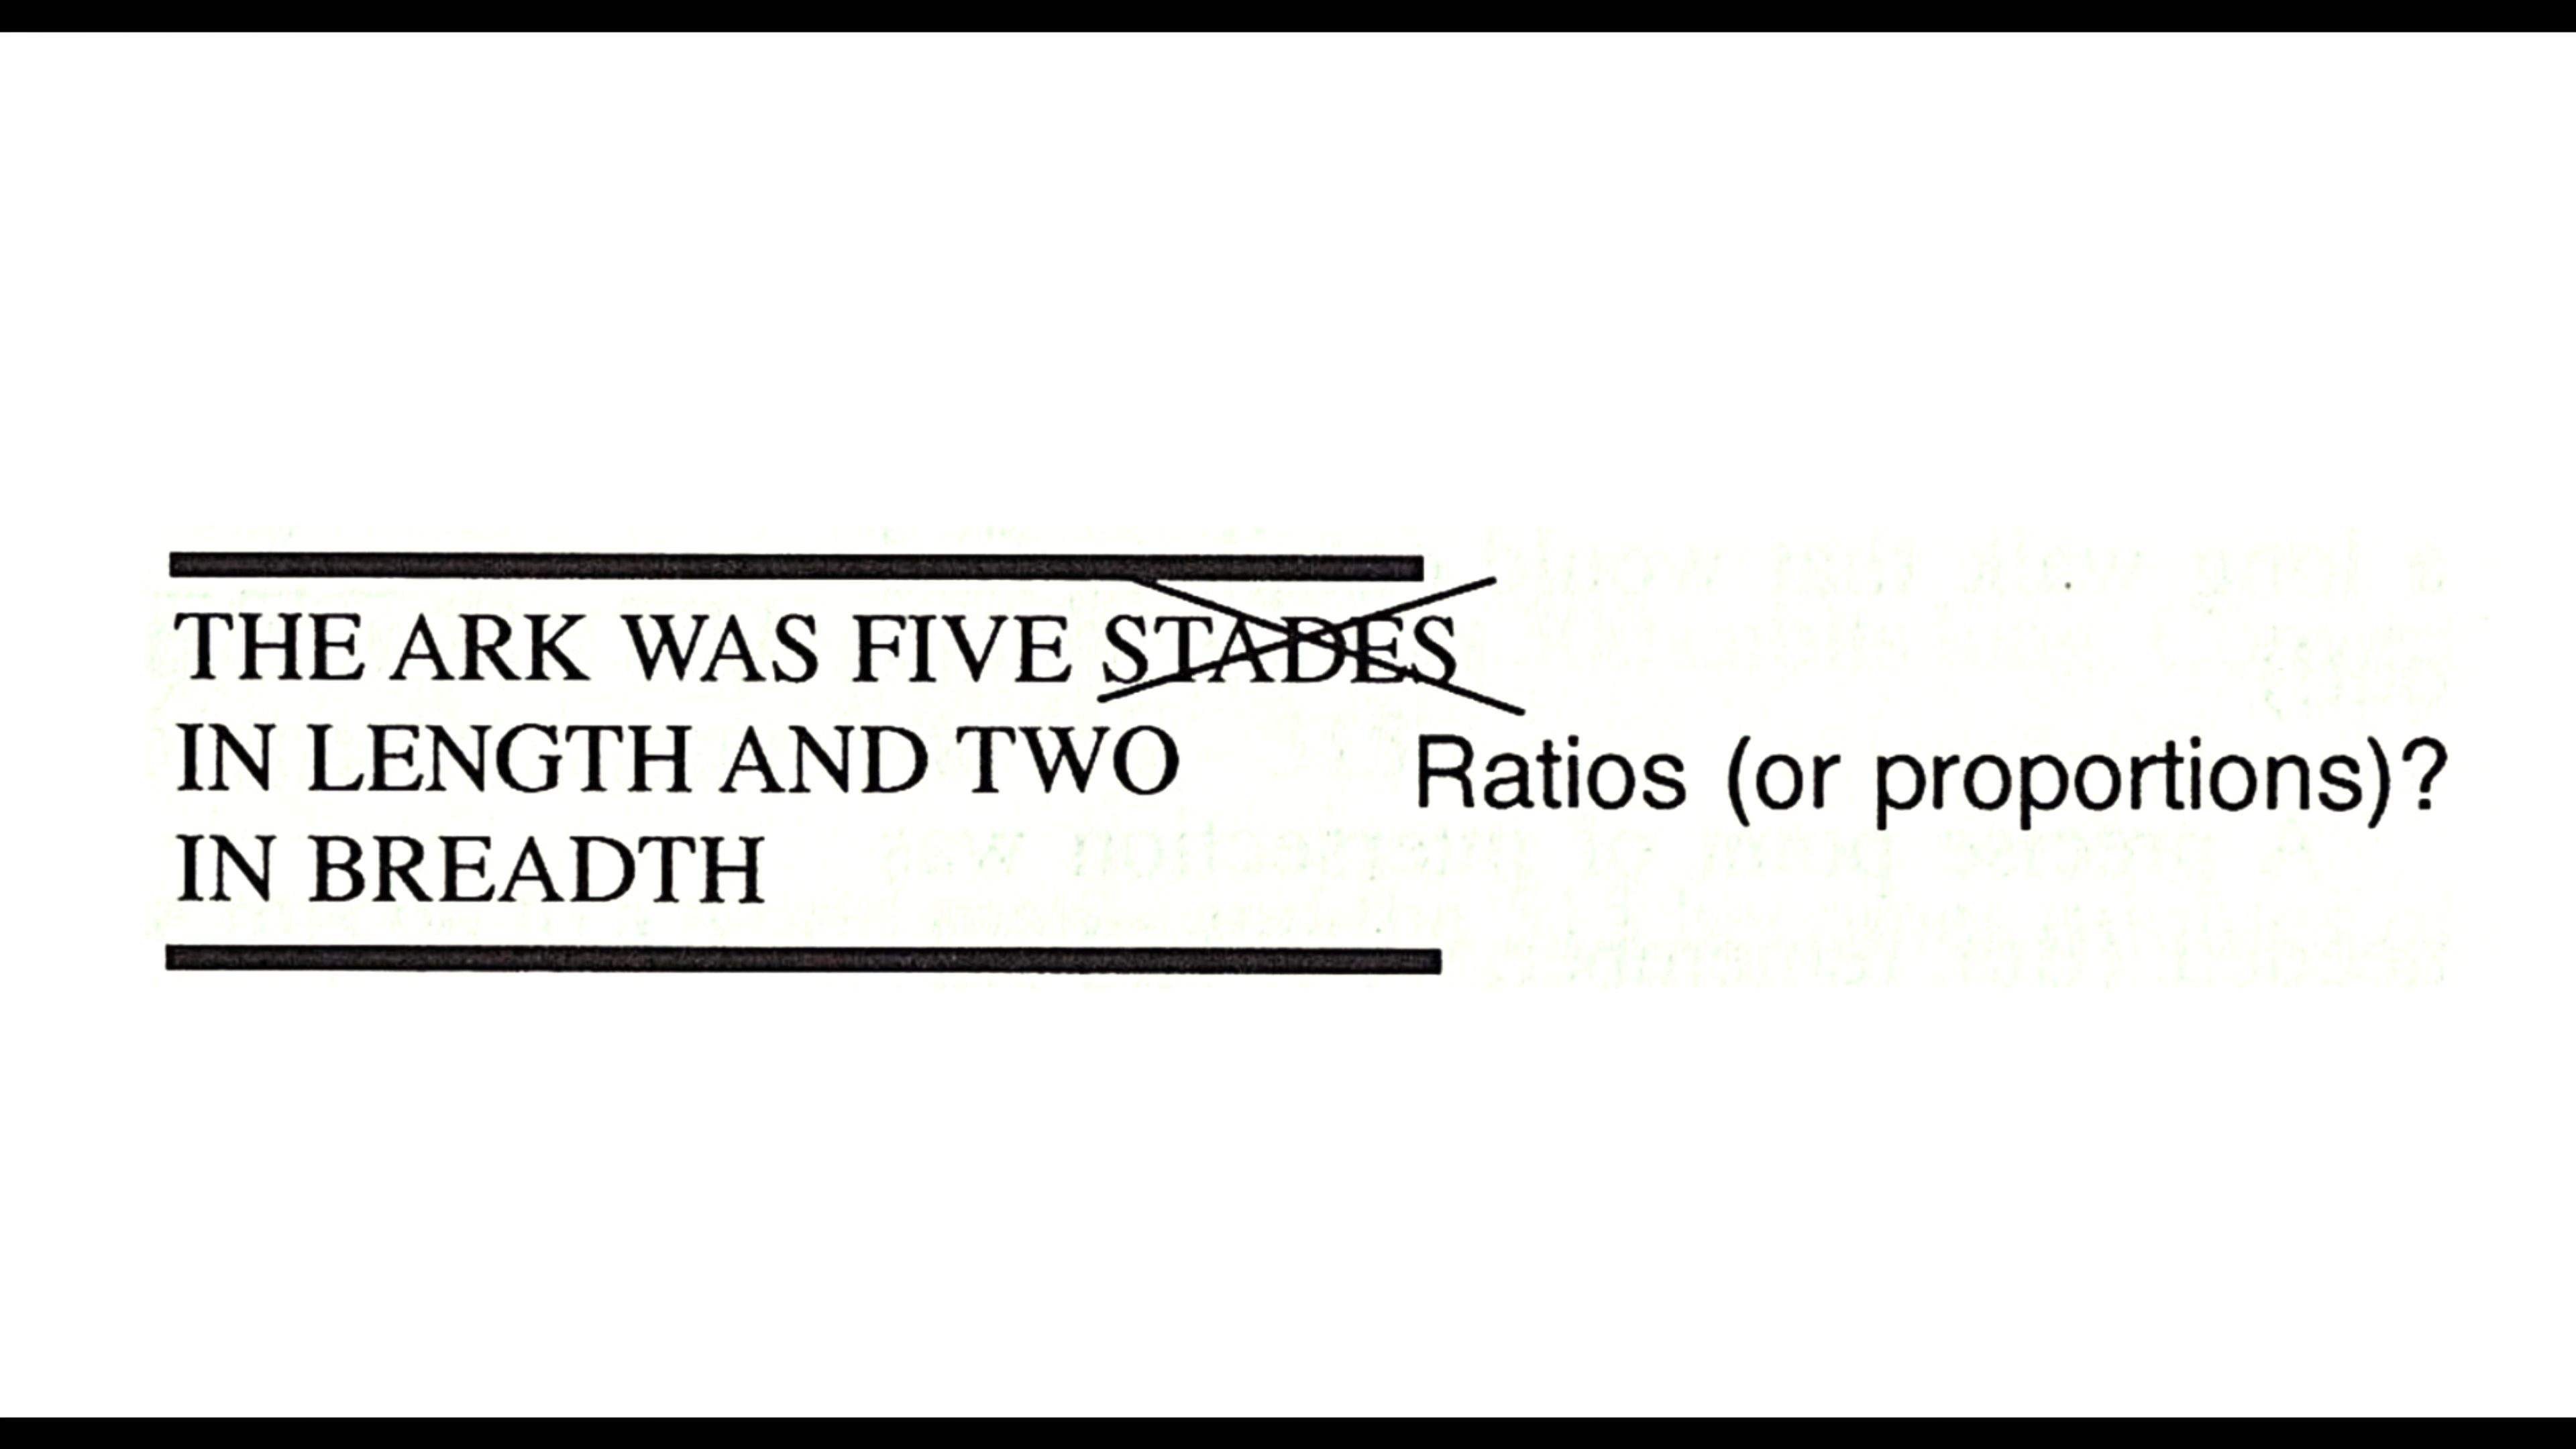 THE ARK WAS FIVE STADES
IN LENGTH AND TWO
Ratios (or proportions)?
IN BREADTH